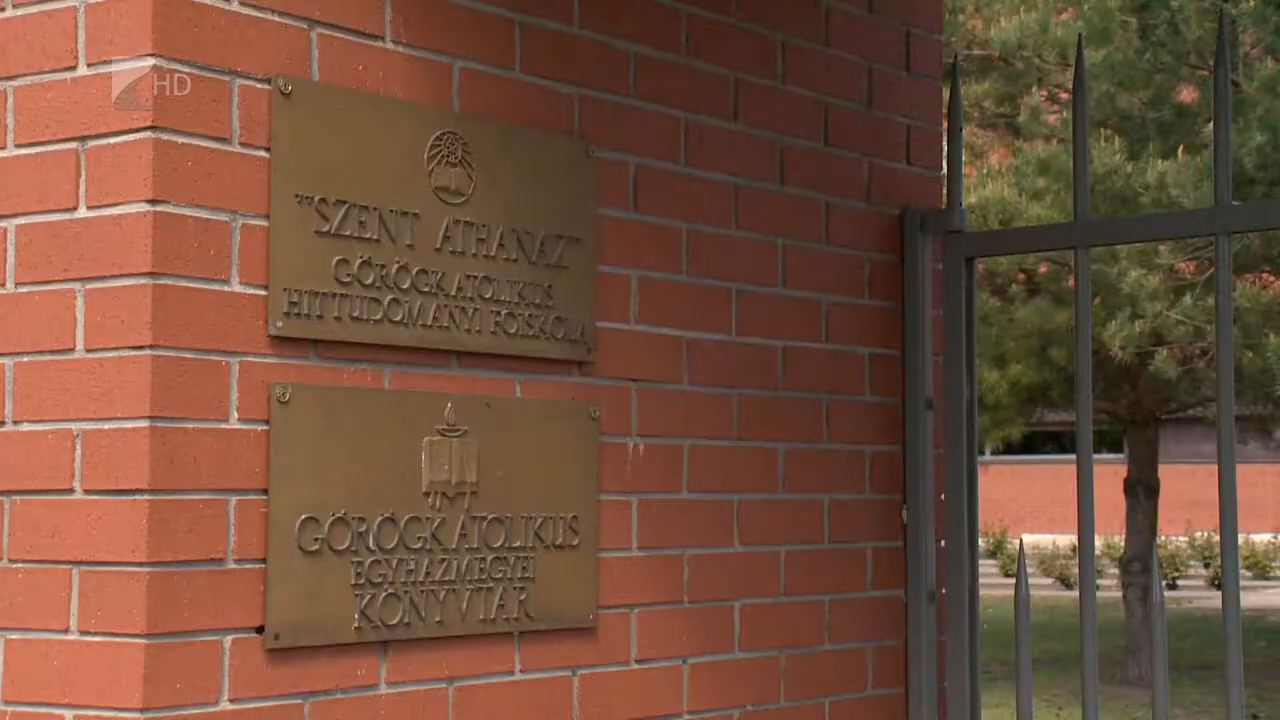 HD
"SZENT ATHANÁZ"
GÖRÖGKATOLIKUS
HITTUDOMÁNYI FŐISKOLA
GÖRÖGKATOLIKUS
EGYHÁZMEGYEI
KÖNYVTÁR